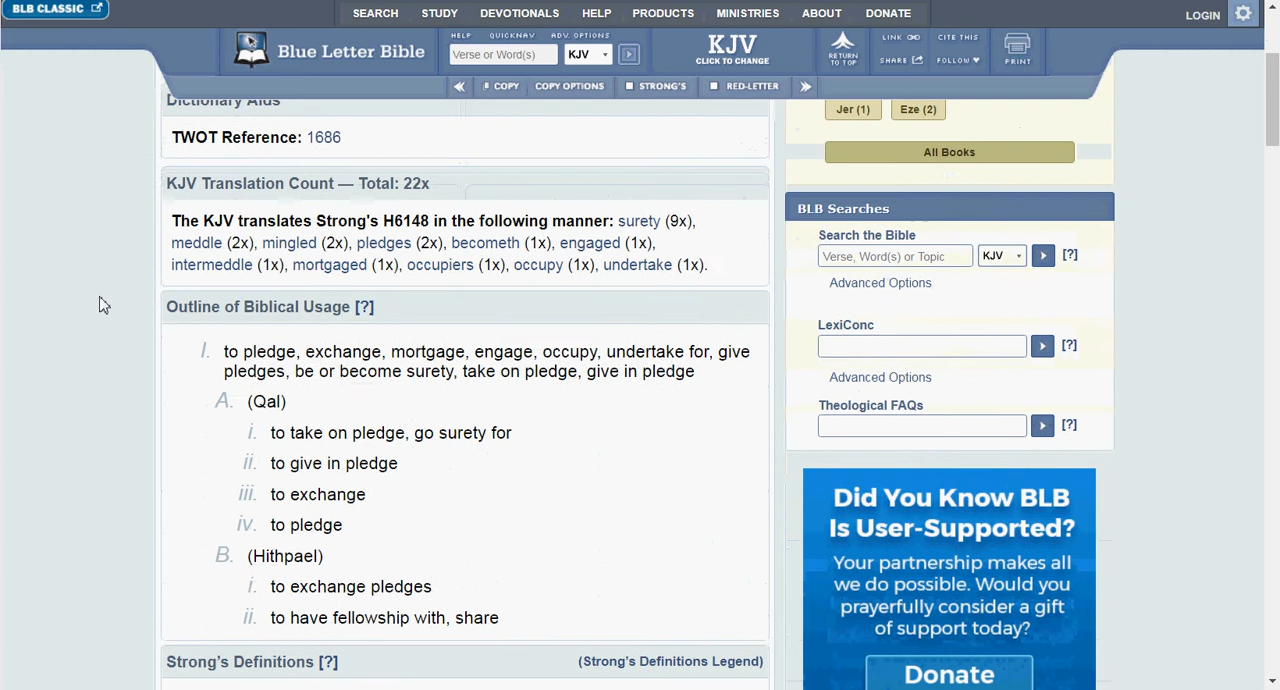 BLB CLASSIC
SEARCH STUDY DEVOTIONALS HELP PRODUCTS MINISTRIES ABOUT DONATE
LOGIN
Blue Letter Bible
HELP QUICKNAV ADV. OPTIONS
Verse or Word(s) KJV
KJV
CLICK TO CHANGE
RETURN
TO TOP
LINK CITE THIS
SHARE FOLLOW
PRINT
COPY COPY OPTIONS STRONG'S RED-LETTER
Dictionary Aids
TWOT Reference: 1686
KJV Translation Count — Total: 22x
The KJV translates Strong's H6148 in the following manner: surety (9x),
meddle (2x), mingled (2x), pledges (2x), becometh (1x), engaged (1x),
intermeddle (1x), mortgaged (1x), occupiers (1x), occupy (1x), undertake (1x).
Outline of Biblical Usage [?]
I. to pledge, exchange, mortgage, engage, occupy, undertake for, give
pledges, be or become surety, take on pledge, give in pledge
A. (Qal)
i. to take on pledge, go surety for
ii. to give in pledge
iii. to exchange
iv. to pledge
B. (Hithpael)
i. to exchange pledges
ii. to have fellowship with, share
Strong's Definitions [?] (Strong's Definitions Legend)
Jer (1) Eze (2)
All Books
BLB Searches
Search the Bible
Verse, Word(s) or Topic KJV [?]
Advanced Options
LexiConc
[?]
Advanced Options
Theological FAQs
[?]
Did You Know BLB
Is User-Supported?
Your partnership makes all
we do possible. Would you
prayerfully consider a gift
of support today?
Donate